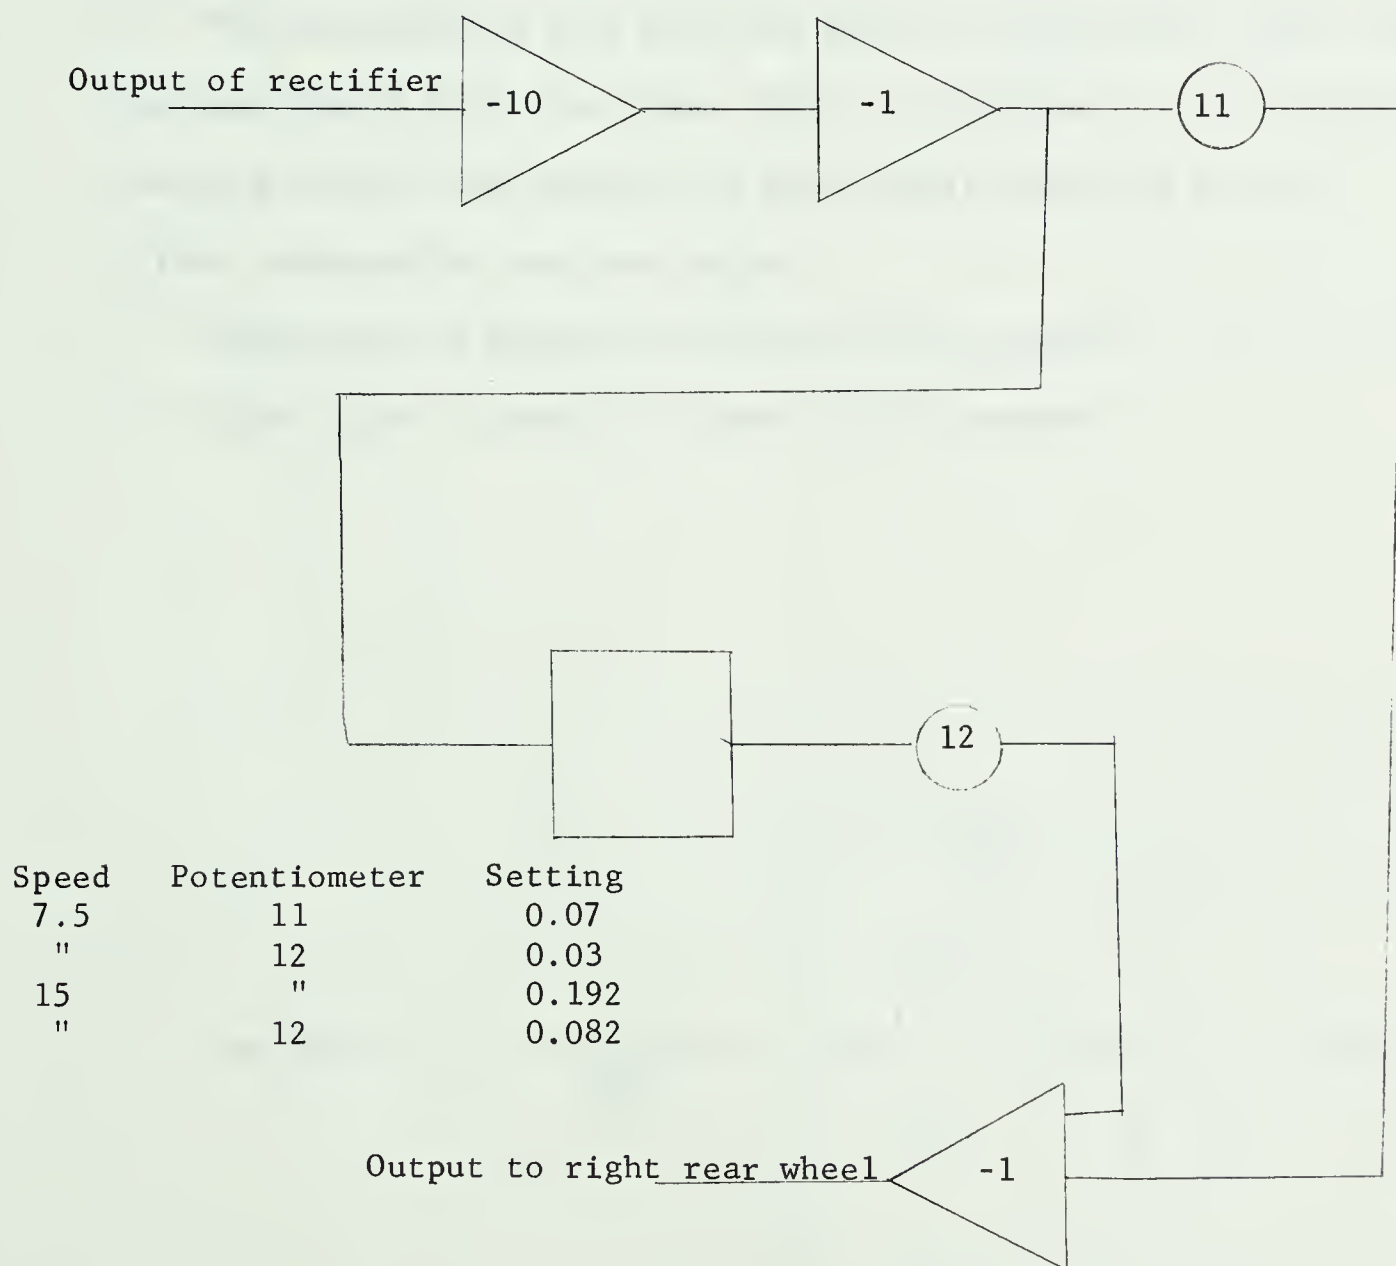 Output of rectifier
-10
-1
11
12
Speed Potentiometer Setting
7.5 11 0.07
" 12 0.03
15 " 0.192
" 12 0.082
Output to right rear wheel
-1